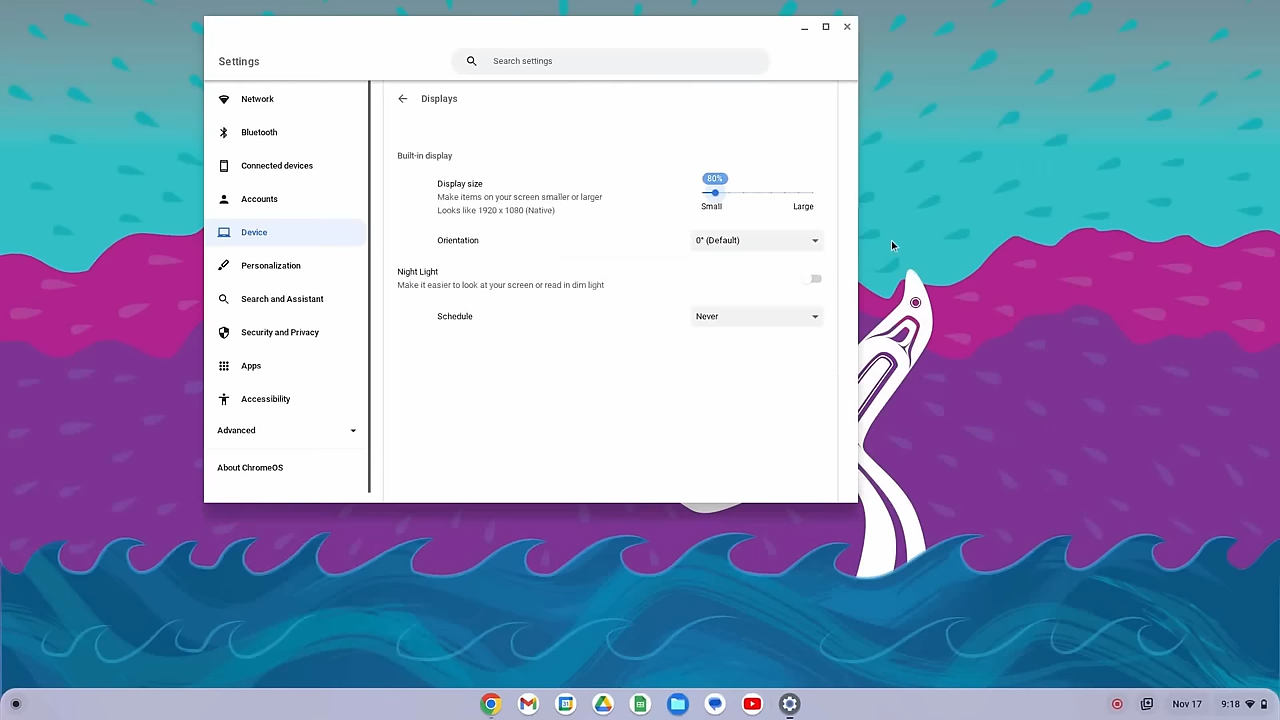 Settings
Search settings
Network
Bluetooth
Connected devices
Accounts
Device
Personalization
Search and Assistant
Security and Privacy
Apps
Accessibility
Advanced
About ChromeOS
Displays
Built-in display
Display size
Make items on your screen smaller or larger
Looks like 1920 x 1080 (Native)
80%
Small Large
Orientation
0° (Default)
Night Light
Make it easier to look at your screen or read in dim light
Schedule
Never
31
Nov 17 9:18